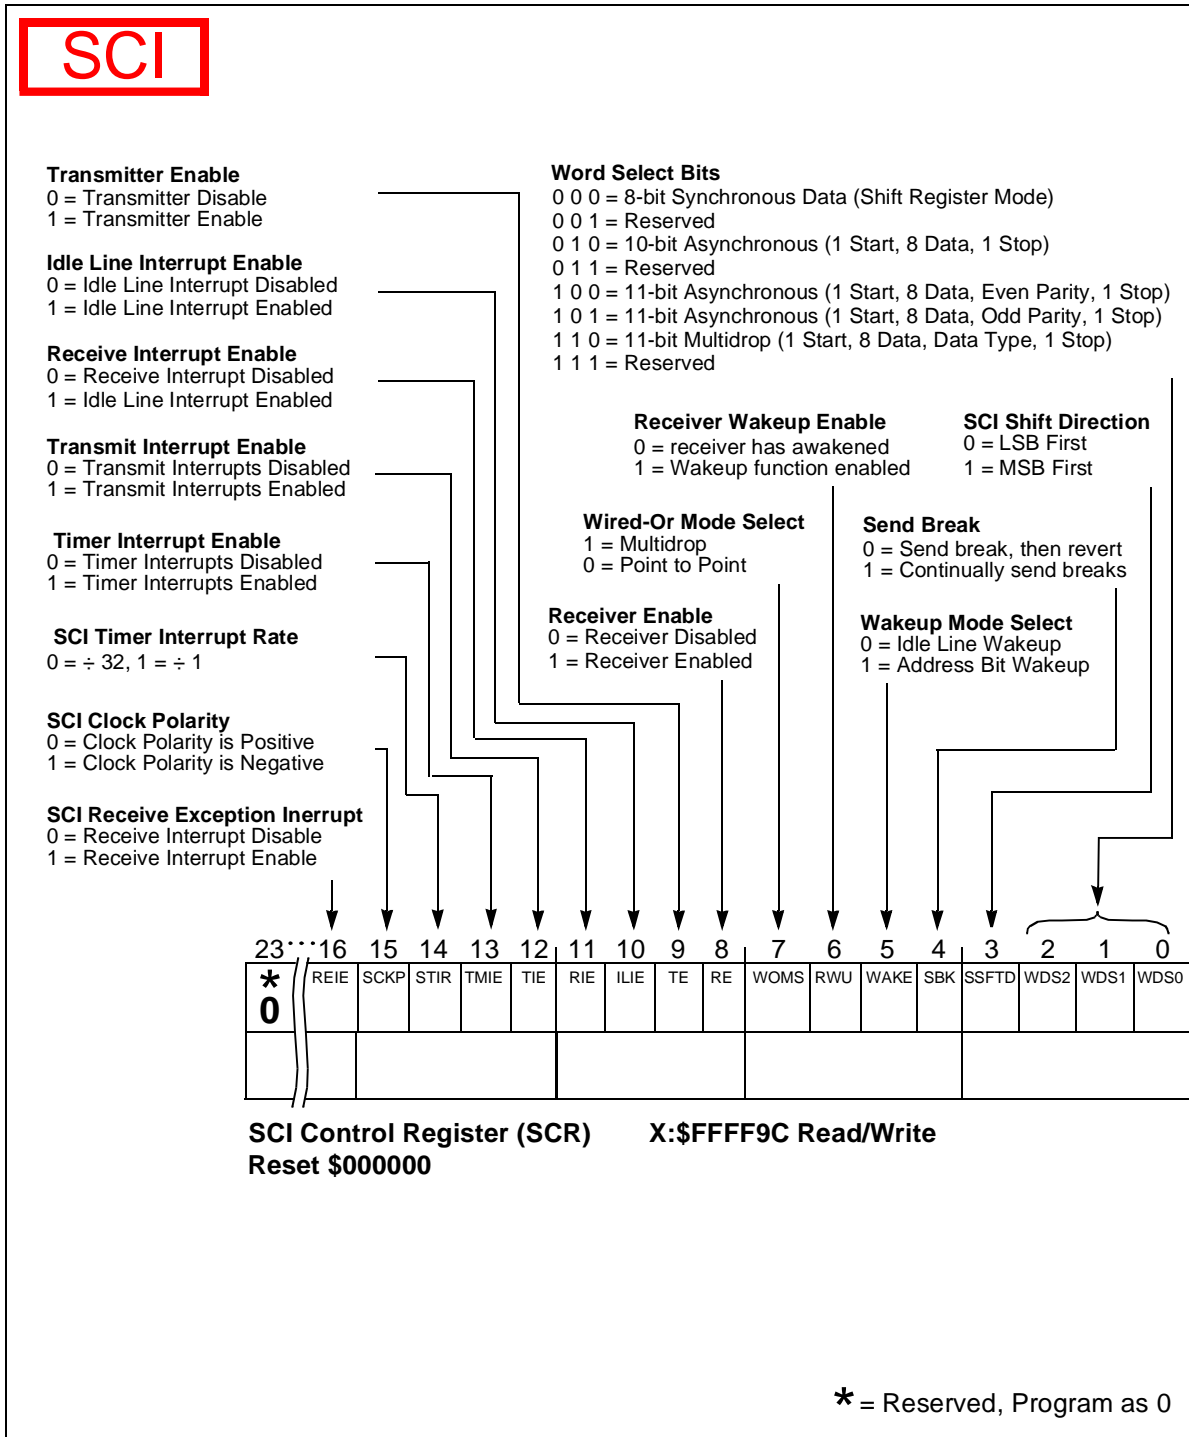 SCI
Transmitter Enable
0 = Transmitter Disable
1 = Transmitter Enable
Idle Line Interrupt Enable
0 = Idle Line Interrupt Disabled
1 = Idle Line Interrupt Enabled
Receive Interrupt Enable
0 = Receive Interrupt Disabled
1 = Idle Line Interrupt Enabled
Transmit Interrupt Enable
0 = Transmit Interrupts Disabled
1 = Transmit Interrupts Enabled
Timer Interrupt Enable
0 = Timer Interrupts Disabled
1 = Timer Interrupts Enabled
SCI Timer Interrupt Rate
0 = ÷ 32, 1 = ÷ 1
SCI Clock Polarity
0 = Clock Polarity is Positive
1 = Clock Polarity is Negative
SCI Receive Exception Inerrupt
0 = Receive Interrupt Disable
1 = Receive Interrupt Enable
Word Select Bits
0 0 0 = 8-bit Synchronous Data (Shift Register Mode)
0 0 1 = Reserved
0 1 0 = 10-bit Asynchronous (1 Start, 8 Data, 1 Stop)
0 1 1 = Reserved
1 0 0 = 11-bit Asynchronous (1 Start, 8 Data, Even Parity, 1 Stop)
1 0 1 = 11-bit Asynchronous (1 Start, 8 Data, Odd Parity, 1 Stop)
1 1 0 = 11-bit Multidrop (1 Start, 8 Data, Data Type, 1 Stop)
1 1 1 = Reserved
Receiver Wakeup Enable
0 = receiver has awakened
1 = Wakeup function enabled
SCI Shift Direction
0 = LSB First
1 = MSB First
Wired-Or Mode Select
1 = Multidrop
0 = Point to Point
Send Break
0 = Send break, then revert
1 = Continually send breaks
Receiver Enable
0 = Receiver Disabled
1 = Receiver Enabled
Wakeup Mode Select
0 = Idle Line Wakeup
1 = Address Bit Wakeup
23 ··· 16 15 14 13 12 11 10 9 8 7 6 5 4 3 2 1 0
* REIE SCKP STIR TMIE TIE RIE ILIE TE RE WOMS RWU WAKE SBK SSFTD WDS2 WDS1 WDS0
0
SCI Control Register (SCR) X:$FFFF9C Read/Write
Reset $000000
* = Reserved, Program as 0